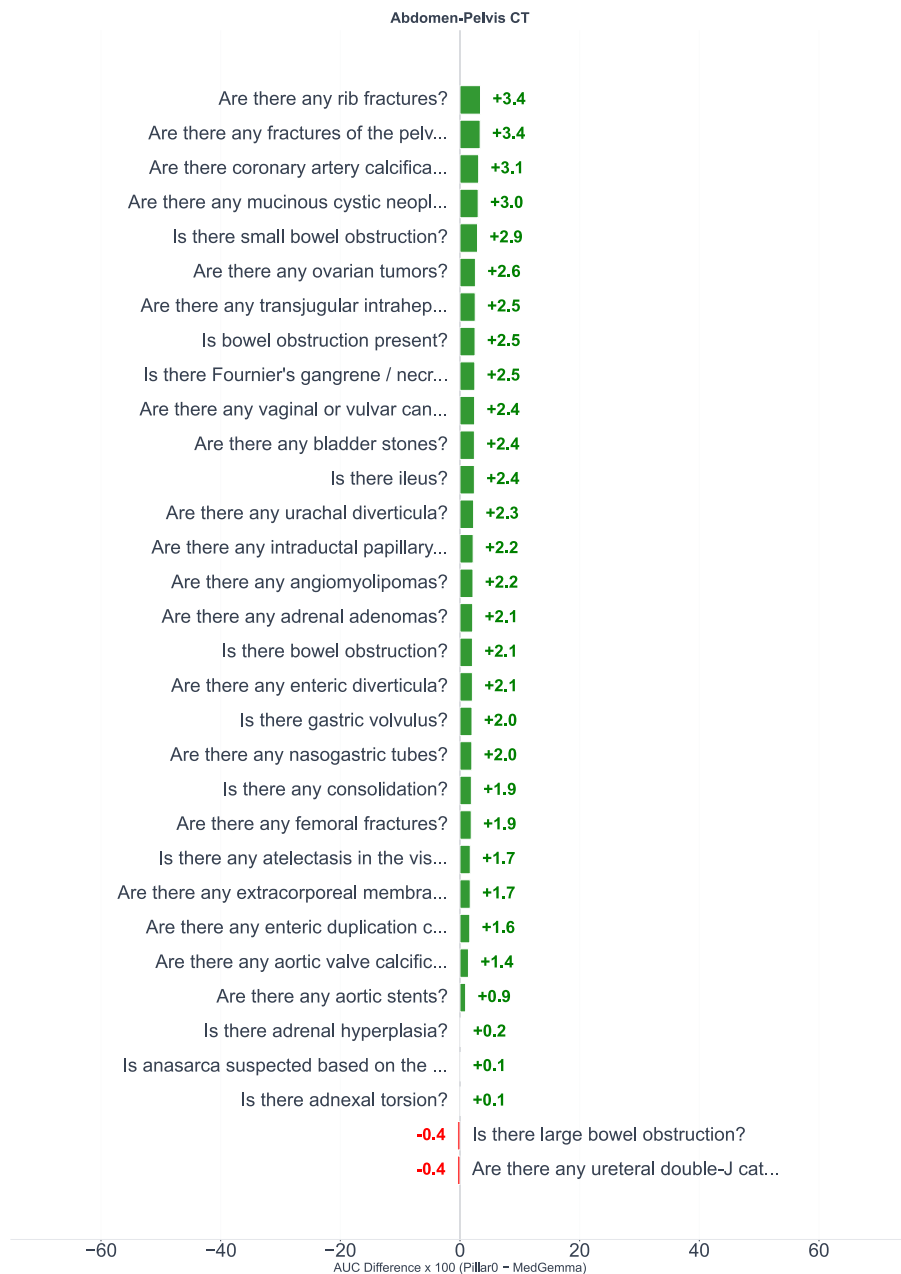 Abdomen-Pelvis CT
Are there any rib fractures? +3.4
Are there any fractures of the pelv... +3.4
Are there coronary artery calcifica... +3.1
Are there any mucinous cystic neopl... +3.0
Is there small bowel obstruction? +2.9
Are there any ovarian tumors? +2.6
Are there any transjugular intrahep... +2.5
Is bowel obstruction present? +2.5
Is there Fournier's gangrene / necr... +2.5
Are there any vaginal or vulvar can... +2.4
Are there any bladder stones? +2.4
Is there ileus? +2.4
Are there any urachal diverticula? +2.3
Are there any intraductal papillary... +2.2
Are there any angiomyolipomas? +2.2
Are there any adrenal adenomas? +2.1
Is there bowel obstruction? +2.1
Are there any enteric diverticula? +2.1
Is there gastric volvulus? +2.0
Are there any nasogastric tubes? +2.0
Is there any consolidation? +1.9
Are there any femoral fractures? +1.9
Is there any atelectasis in the vis... +1.7
Are there any extracorporeal membra... +1.7
Are there any enteric duplication c... +1.6
Are there any aortic valve calcific... +1.4
Are there any aortic stents? +0.9
Is there adrenal hyperplasia? +0.2
Is anasarca suspected based on the ... +0.1
Is there adnexal torsion? +0.1
-0.4 Is there large bowel obstruction?
-0.4 Are there any ureteral double-J cat...
−60 −40 −20 0 20 40 60
AUC Difference x 100 (Pillar0 − MedGemma)